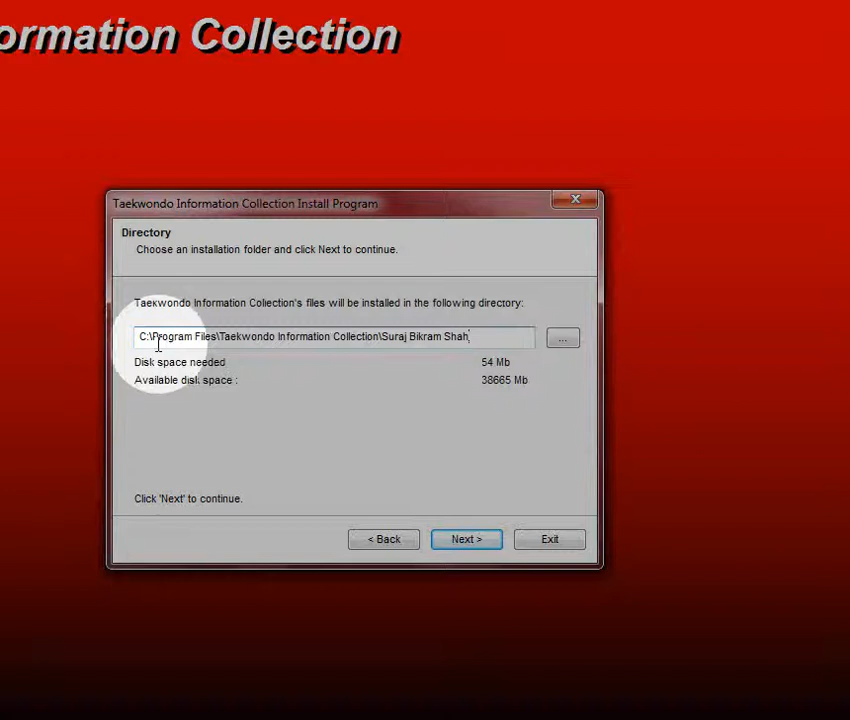 ormation Collection
Taekwondo Information Collection Install Program
Directory
Choose an installation folder and click Next to continue.
Taekwondo Information Collection's files will be installed in the following directory:
C:\Program Files\Taekwondo Information Collection\Suraj Bikram Shah
...
Disk space needed 54 Mb
Available disk space : 38665 Mb
Click 'Next' to continue.
< Back Next > Exit